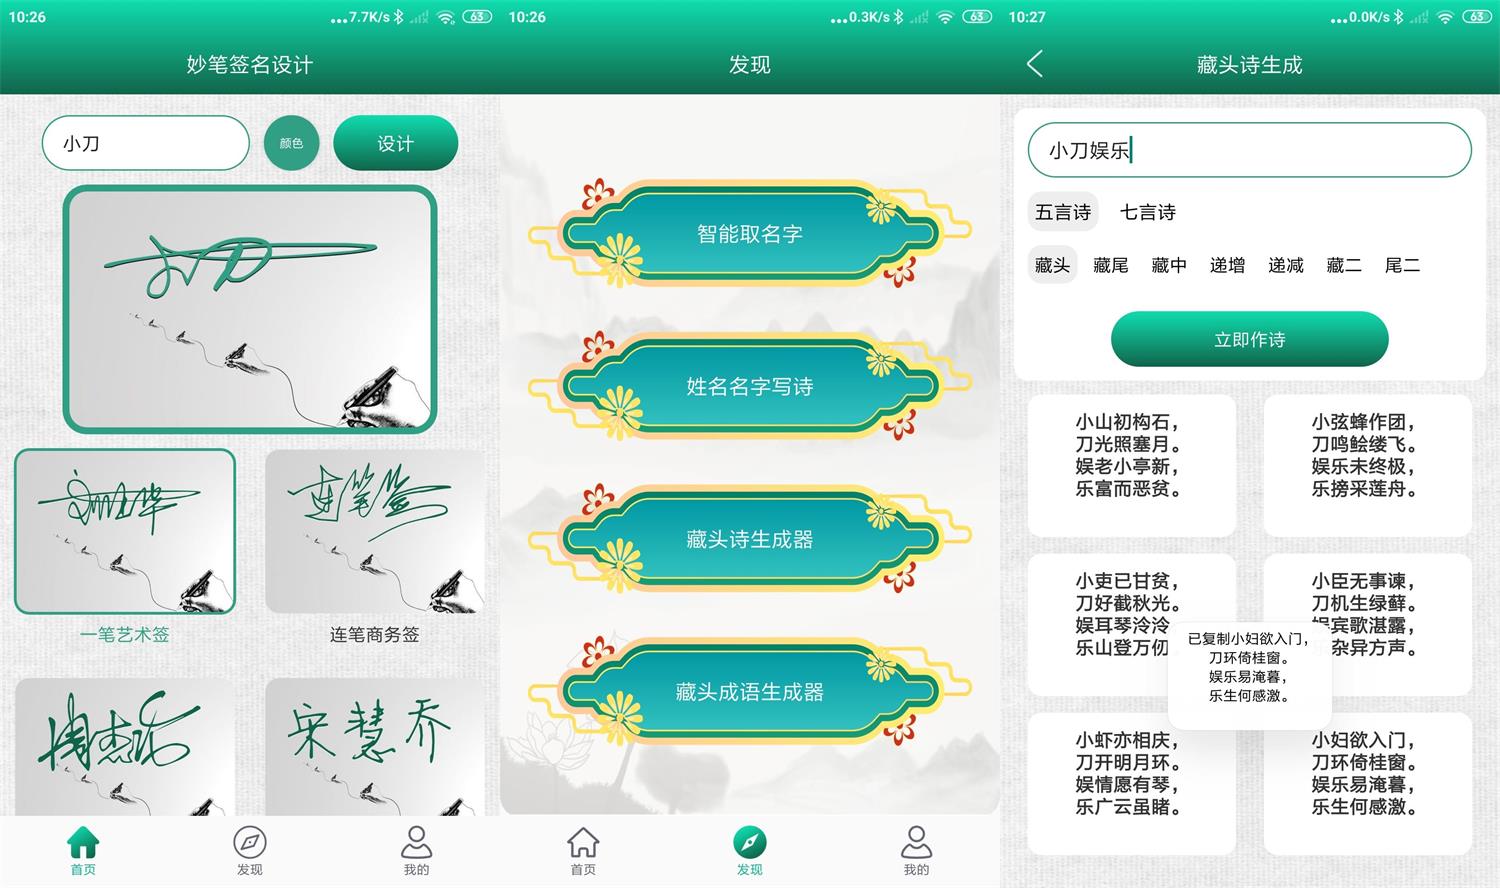 10:26
...7.7K/s
63
妙笔签名设计
小刀
颜色
设计
一笔艺术签
连笔商务签
周杰伦
宋慧乔
首页
发现
我的
10:26
...0.3K/s
63
发现
智能取名字
姓名名字写诗
藏头诗生成器
藏头成语生成器
首页
发现
我的
10:27
...0.0K/s
63
藏头诗生成
小刀娱乐
五言诗
七言诗
藏头
藏尾
藏中
递增
递减
藏二
尾二
立即作诗
小山初构石，
刀光照塞月。
娱老小亭新，
乐富而恶贫。
小弦蜂作团，
刀鸣鲙缕飞。
娱乐未终极，
乐搒采莲舟。
小吏已甘贫，
刀好截秋光。
娱耳琴泠泠
乐山登万仞
小臣无事谏，
刀机生绿藓。
娱宾歌湛露，
杂异方声。
已复制小妇欲入门，
刀环倚桂窗。
娱乐易淹暮，
乐生何感激。
小虾亦相庆，
刀开明月环。
娱情愿有琴，
乐广云虽睹。
小妇欲入门，
刀环倚桂窗。
娱乐易淹暮，
乐生何感激。